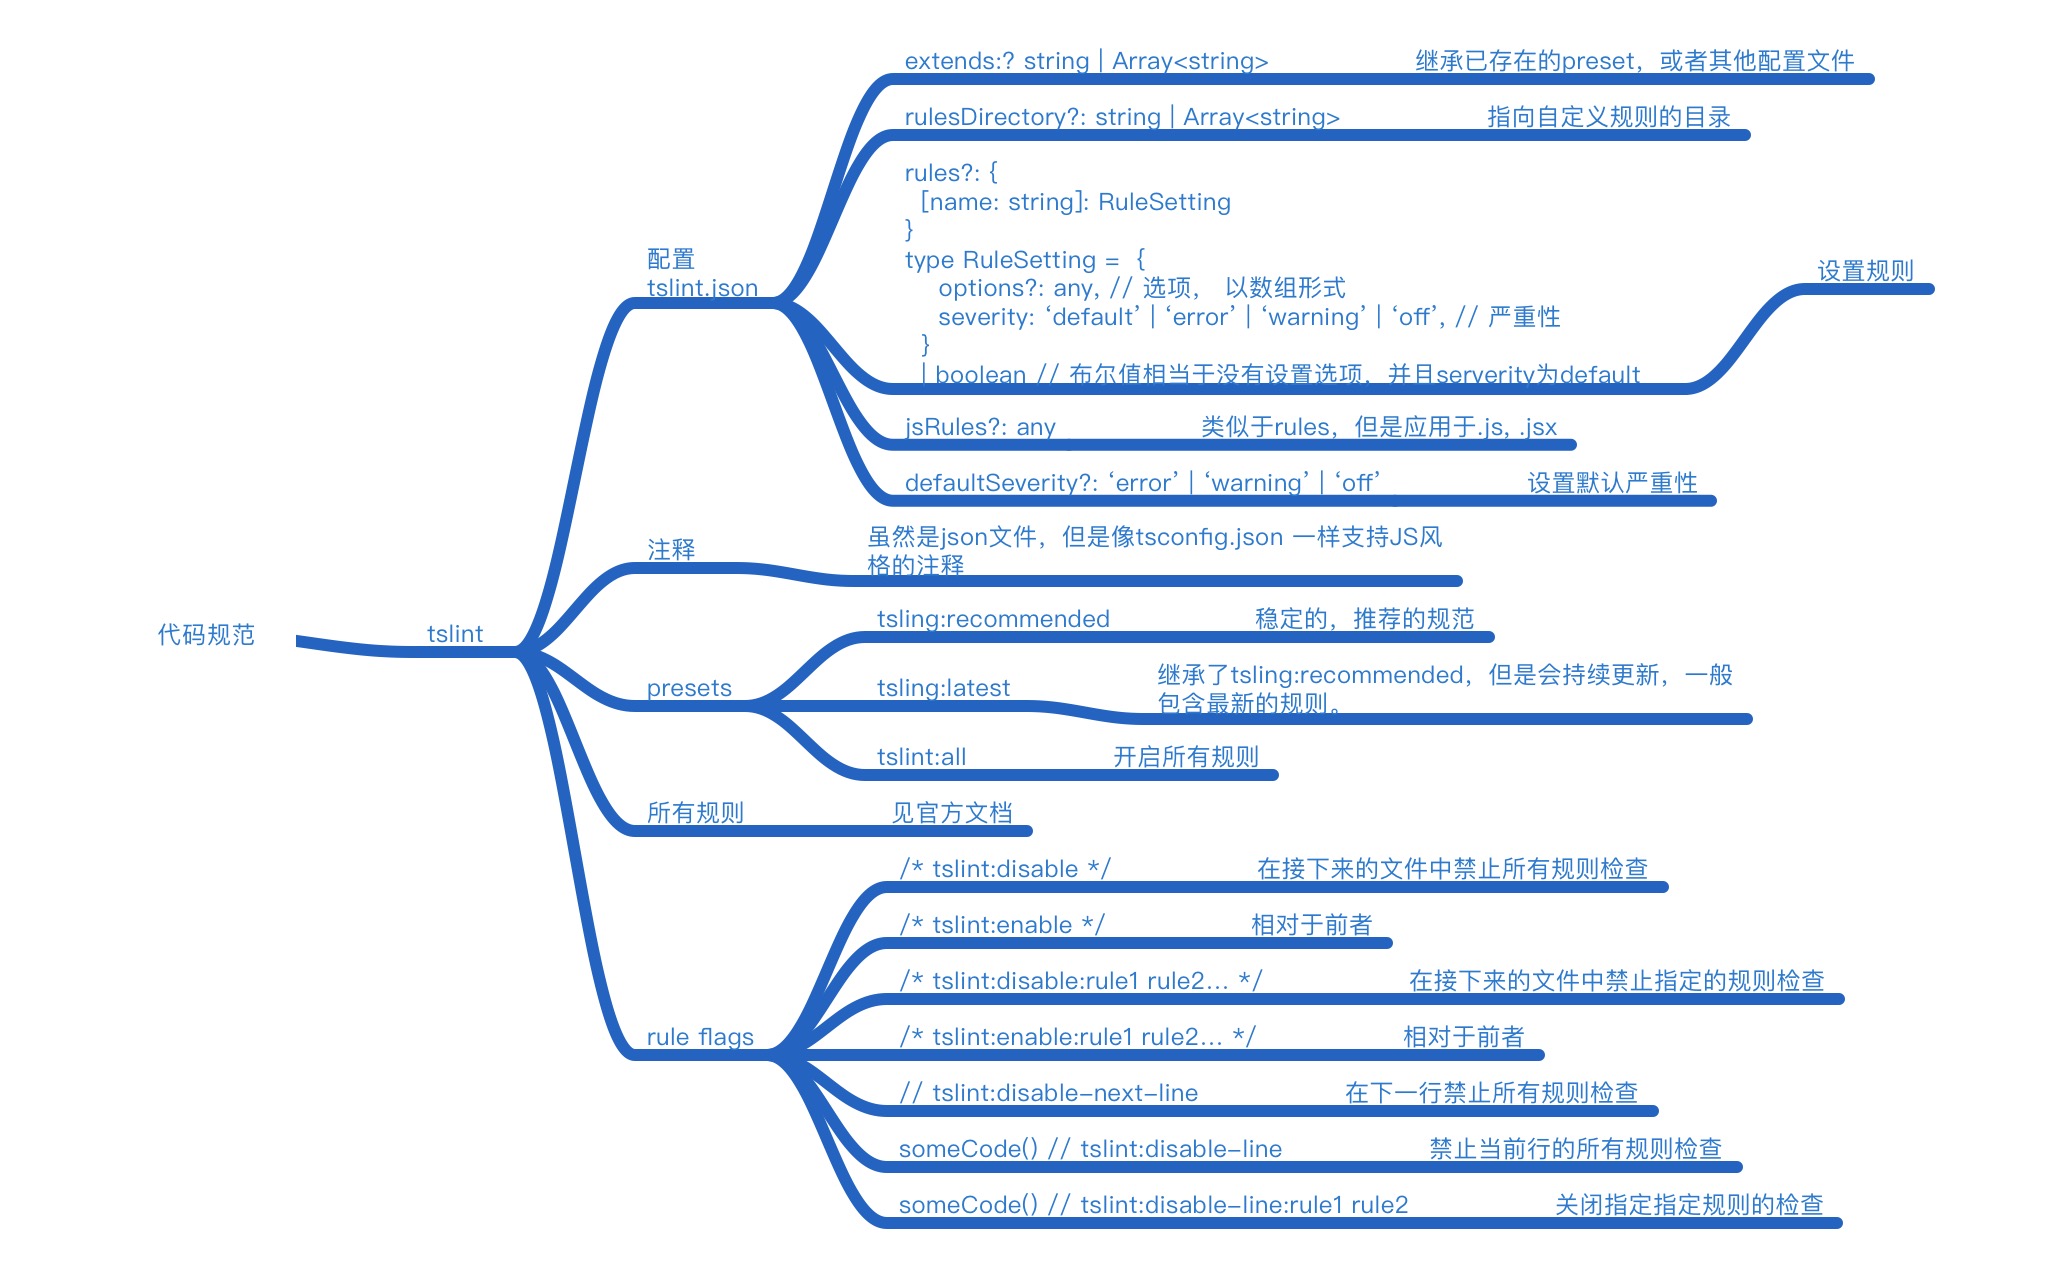 代码规范
tslint
配置
tslint.json
extends:? string | Array<string>
继承已存在的preset，或者其他配置文件
rulesDirectory?: string | Array<string>
指向自定义规则的目录
rules?: {
[name: string]: RuleSetting
}
type RuleSetting = {
options?: any, // 选项， 以数组形式
severity: ‘default’ | ‘error’ | ‘warning’ | ‘off’, // 严重性
}
| boolean // 布尔值相当于没有设置选项，并且serverity为default
设置规则
jsRules?: any
类似于rules，但是应用于.js, .jsx
defaultSeverity?: ‘error’ | ‘warning’ | ‘off’
设置默认严重性
注释
虽然是json文件，但是像tsconfig.json 一样支持JS风
格的注释
presets
tsling:recommended
稳定的，推荐的规范
tsling:latest
继承了tsling:recommended，但是会持续更新，一般
包含最新的规则。
tslint:all
开启所有规则
所有规则
见官方文档
rule flags
/* tslint:disable */
在接下来的文件中禁止所有规则检查
/* tslint:enable */
相对于前者
/* tslint:disable:rule1 rule2... */
在接下来的文件中禁止指定的规则检查
/* tslint:enable:rule1 rule2... */
相对于前者
// tslint:disable-next-line
在下一行禁止所有规则检查
someCode() // tslint:disable-line
禁止当前行的所有规则检查
someCode() // tslint:disable-line:rule1 rule2
关闭指定指定规则的检查